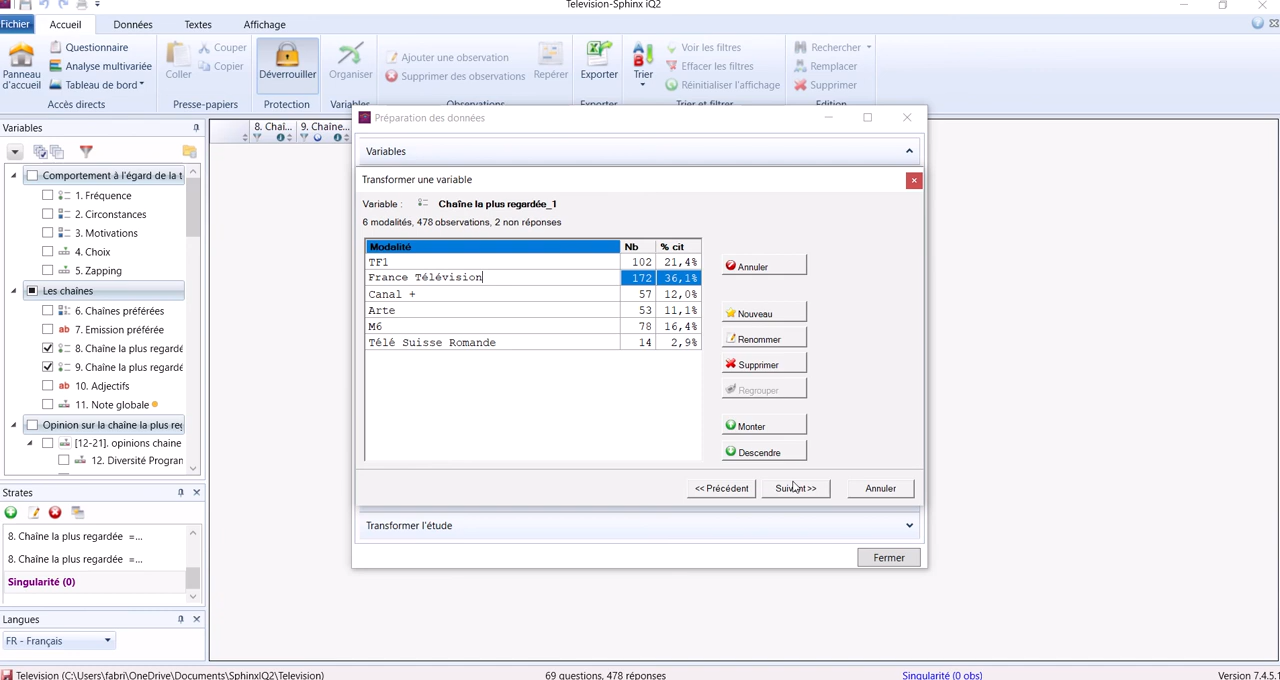 Television-Sphinx iQ2
Fichier Accueil Données Textes Affichage
Panneau d'accueil
Questionnaire
Analyse multivariée
Tableau de bord
Accès directs
Coller
Couper
Copier
Presse-papiers
Déverrouiller
Protection
Organiser
Variables
Ajouter une observation
Supprimer des observations
Repérer
Observations
Exporter
Exporter
Trier
Voir les filtres
Effacer les filtres
Réinitialiser l'affichage
Trier et filtres
Rechercher
Remplacer
Supprimer
Edition
Variables
Comportement à l'égard de la t
1. Fréquence
2. Circonstances
3. Motivations
4. Choix
5. Zapping
Les chaînes
6. Chaînes préférées
7. Emission préférée
8. Chaîne la plus regardé
9. Chaîne la plus regardé
10. Adjectifs
11. Note globale
Opinion sur la chaîne la plus reg
[12-21]. opinions chaine
12. Diversité Program
Strates
8. Chaîne la plus regardée =...
8. Chaîne la plus regardée =...
Singularité (0)
Langues
FR - Français
8. Chaî... 9. Chaîne...
Préparation des données
Variables
Transformer une variable
Variable : Chaîne la plus regardée_1
6 modalités, 478 observations, 2 non réponses
Modalité Nb % cit
TF1 102 21,4%
France Télévision 172 36,1%
Canal + 57 12,0%
Arte 53 11,1%
M6 78 16,4%
Télé Suisse Romande 14 2,9%
Annuler
Nouveau
Renommer
Supprimer
Regrouper
Monter
Descendre
<< Précédent Suivant >> Annuler
Transformer l'étude
Fermer
Television (C:\Users\fabri\OneDrive\Documents\SphinxIQ2\Television) 69 questions, 478 réponses Singularité (0 obs) Version 7.4.5.1